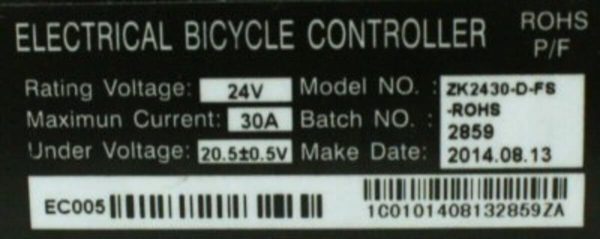 ELECTRICAL BICYCLE CONTROLLER ROHS P/F
Rating Voltage: 24V Model NO. : ZK2430-D-FS
Maximun Current: 30A Batch NO. : -ROHS
2859
Under Voltage: 20.5±0.5V Make Date: 2014.08.13
EC005 1C0101408132859ZA